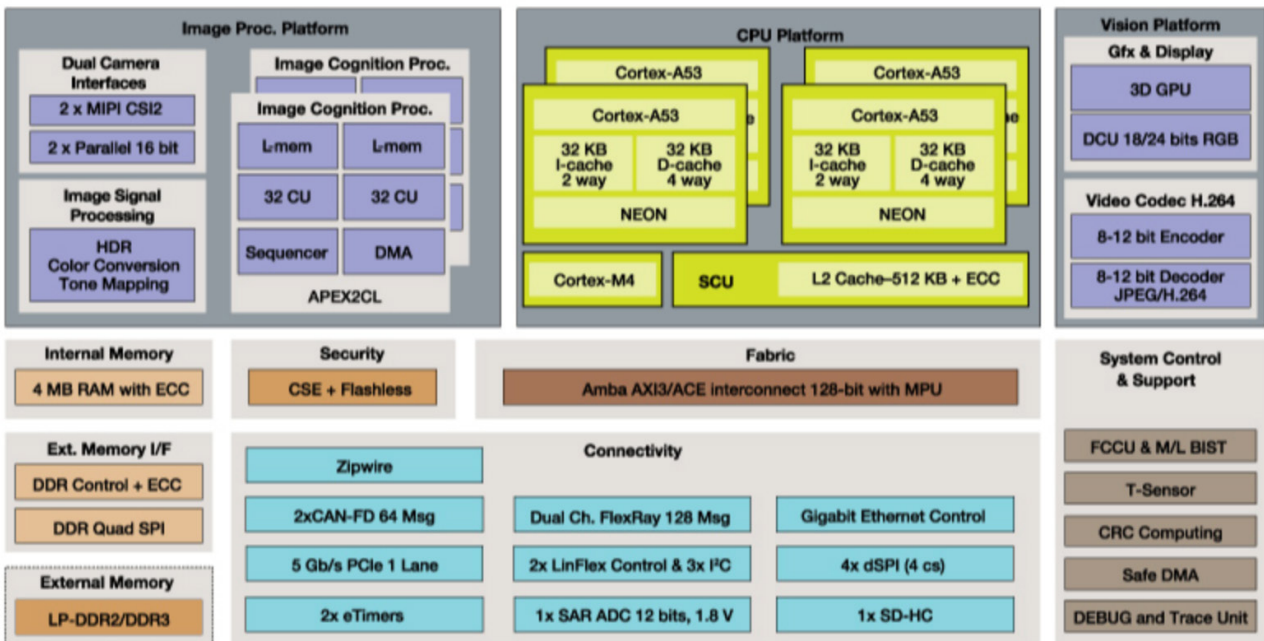 Image Proc. Platform
Dual Camera
Interfaces
2 x MIPI CSI2
2 x Parallel 16 bit
Image Signal
Processing
HDR
Color Conversion
Tone Mapping
Image Cognition Proc.
Image Cognition Proc.
L-mem
L-mem
32 CU
32 CU
Sequencer
DMA
APEX2CL
CPU Platform
Cortex-A53
Cortex-A53
32 KB
I-cache
2 way
32 KB
D-cache
4 way
NEON
Cortex-A53
Cortex-A53
32 KB
I-cache
2 way
32 KB
D-cache
4 way
NEON
Cortex-M4
SCU
L2 Cache–512 KB + ECC
Vision Platform
Gfx & Display
3D GPU
DCU 18/24 bits RGB
Video Codec H.264
8-12 bit Encoder
8-12 bit Decoder
JPEG/H.264
Internal Memory
4 MB RAM with ECC
Security
CSE + Flashless
Fabric
Amba AXI3/ACE interconnect 128-bit with MPU
Ext. Memory I/F
DDR Control + ECC
DDR Quad SPI
External Memory
LP-DDR2/DDR3
Connectivity
Zipwire
2xCAN-FD 64 Msg
Dual Ch. FlexRay 128 Msg
Gigabit Ethernet Control
5 Gb/s PCIe 1 Lane
2x LinFlex Control & 3x I²C
4x dSPI (4 cs)
2x eTimers
1x SAR ADC 12 bits, 1.8 V
1x SD-HC
System Control
& Support
FCCU & M/L BIST
T-Sensor
CRC Computing
Safe DMA
DEBUG and Trace Unit